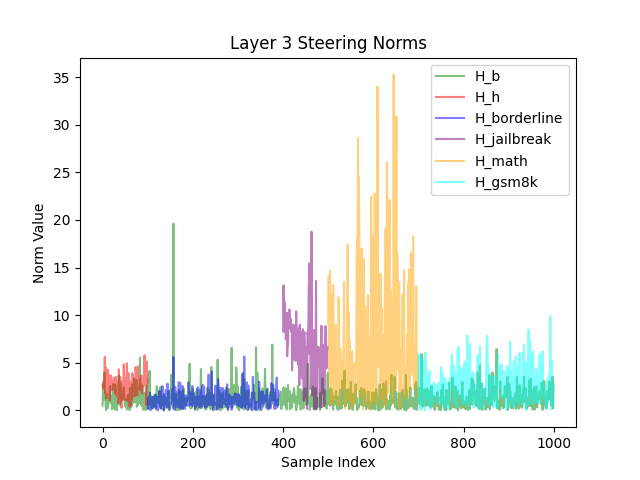 Layer 3 Steering Norms
H_b
H_h
H_borderline
H_jailbreak
H_math
H_gsm8k
Norm Value
35
30
25
20
15
10
5
0
0 200 400 600 800 1000
Sample Index